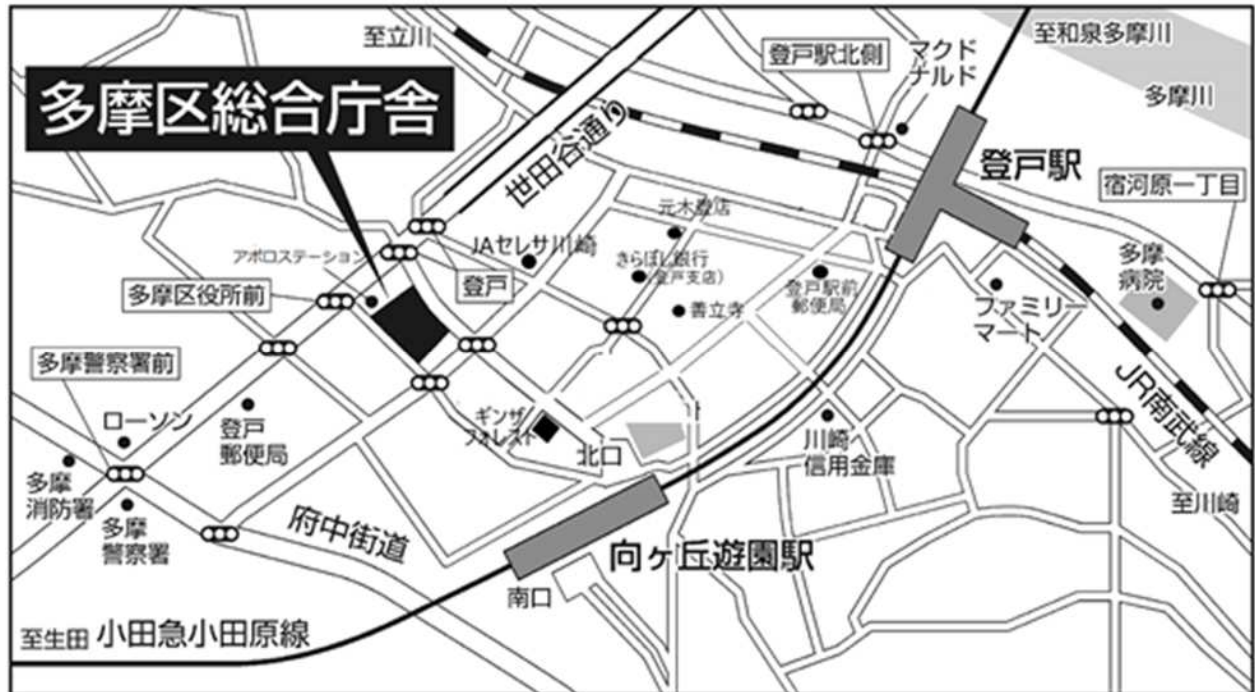 至立川
登戸駅北側
マクド
ナルド
至和泉多摩川
多摩川
多摩区総合庁舎
世田谷通り
登戸駅
宿河原一丁目
元木書店
JAセレサ川崎
きらぼし銀行
(登戸支店)
アポロステーション
登戸
多摩区役所前
善立寺
登戸駅前
郵便局
ファミリー
マート
多摩
病院
多摩警察署前
ローソン
登戸
郵便局
ギンザ
フォレスト
北口
川崎
信用金庫
JR南武線
至川崎
多摩
消防署
多摩
警察署
府中街道
向ヶ丘遊園駅
南口
至生田 小田急小田原線